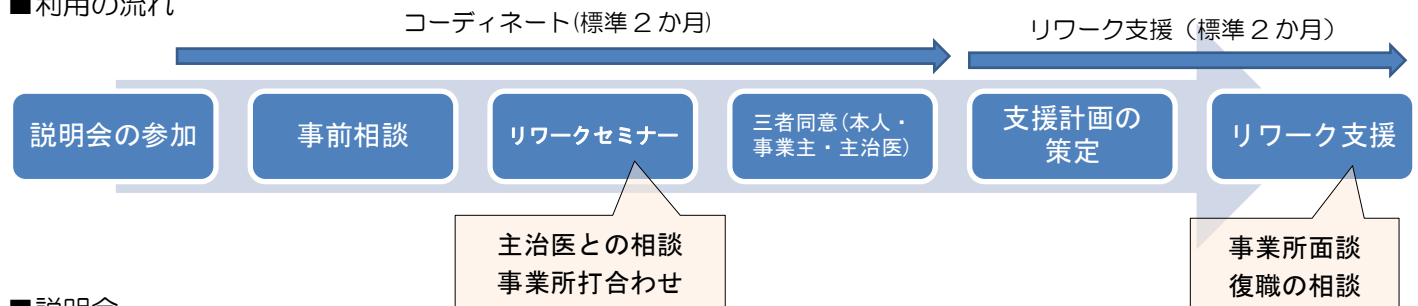 ■利用の流れ
コーディネート(標準２か月)
リワーク支援（標準２か月）
説明会の参加
事前相談
リワークセミナー
三者同意(本人・
事業主・主治医)
支援計画の
策定
リワーク支援
主治医との相談
事業所打合わせ
事業所面談
復職の相談
■説明会